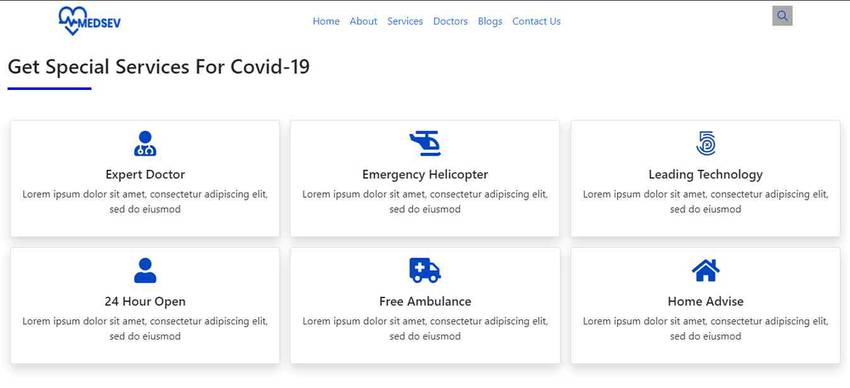 MEDSEV
Home About Services Doctors Blogs Contact Us
Get Special Services For Covid-19
Expert Doctor
Lorem ipsum dolor sit amet, consectetur adipiscing elit,
sed do eiusmod
Emergency Helicopter
Lorem ipsum dolor sit amet, consectetur adipiscing elit,
sed do eiusmod
Leading Technology
Lorem ipsum dolor sit amet, consectetur adipiscing elit,
sed do eiusmod
24 Hour Open
Lorem ipsum dolor sit amet, consectetur adipiscing elit,
sed do eiusmod
Free Ambulance
Lorem ipsum dolor sit amet, consectetur adipiscing elit,
sed do eiusmod
Home Advise
Lorem ipsum dolor sit amet, consectetur adipiscing elit,
sed do eiusmod